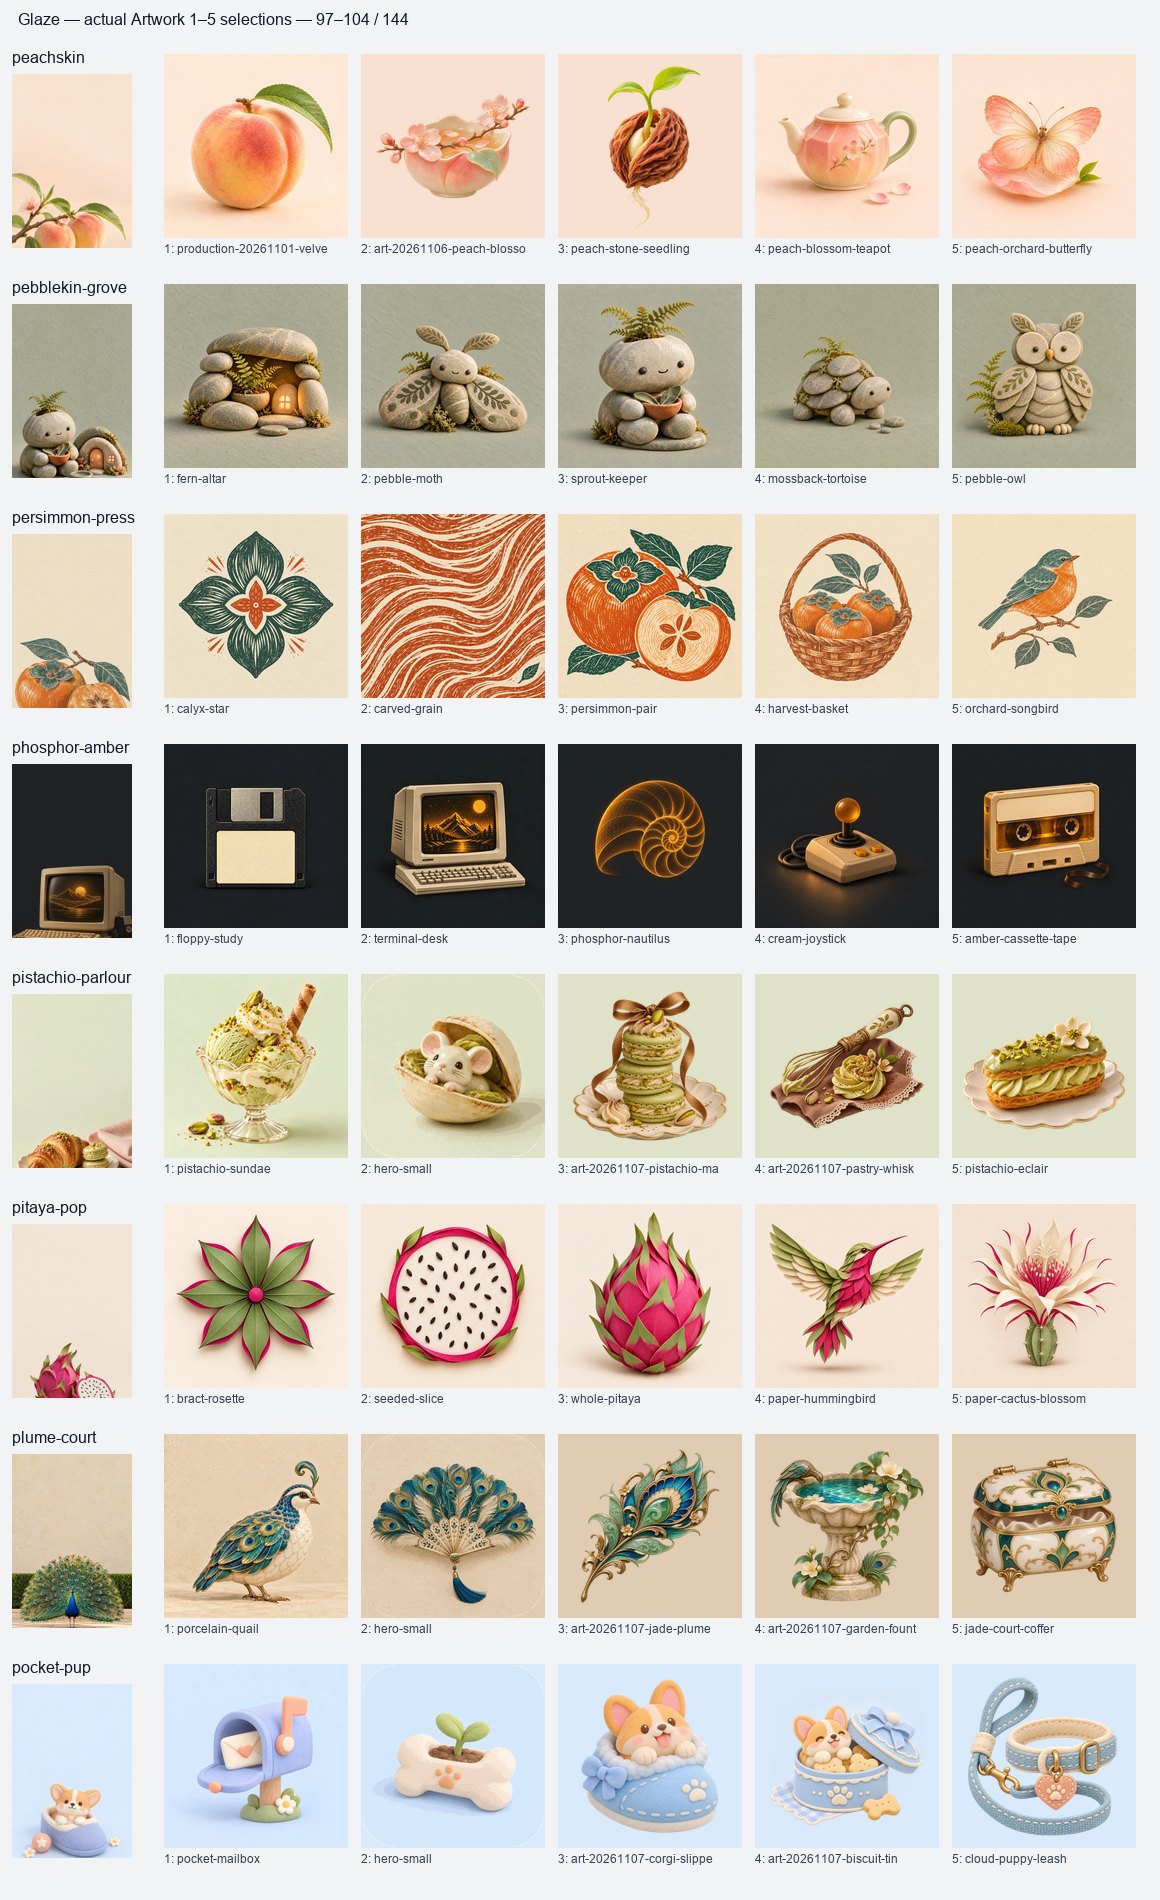 Glaze — actual Artwork 1–5 selections — 97–104 / 144
peachskin
1: production-20261101-velve
2: art-20261106-peach-blosso
3: peach-stone-seedling
4: peach-blossom-teapot
5: peach-orchard-butterfly
pebblekin-grove
1: fern-altar
2: pebble-moth
3: sprout-keeper
4: mossback-tortoise
5: pebble-owl
persimmon-press
1: calyx-star
2: carved-grain
3: persimmon-pair
4: harvest-basket
5: orchard-songbird
phosphor-amber
1: floppy-study
2: terminal-desk
3: phosphor-nautilus
4: cream-joystick
5: amber-cassette-tape
pistachio-parlour
1: pistachio-sundae
2: hero-small
3: art-20261107-pistachio-ma
4: art-20261107-pastry-whisk
5: pistachio-eclair
pitaya-pop
1: bract-rosette
2: seeded-slice
3: whole-pitaya
4: paper-hummingbird
5: paper-cactus-blossom
plume-court
1: porcelain-quail
2: hero-small
3: art-20261107-jade-plume
4: art-20261107-garden-fount
5: jade-court-coffer
pocket-pup
1: pocket-mailbox
2: hero-small
3: art-20261107-corgi-slippe
4: art-20261107-biscuit-tin
5: cloud-puppy-leash